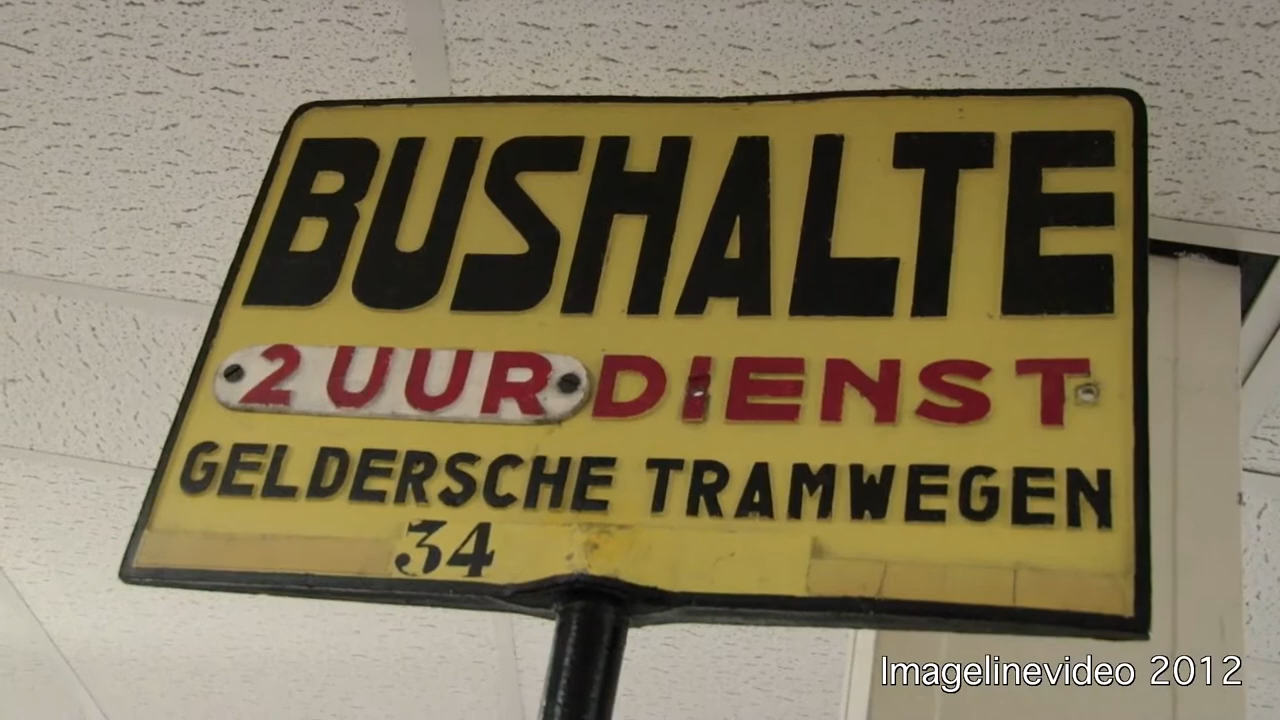 BUSHALTE
2 UUR DIENST
GELDERSCHE TRAMWEGEN
34
Imagelinevideo 2012